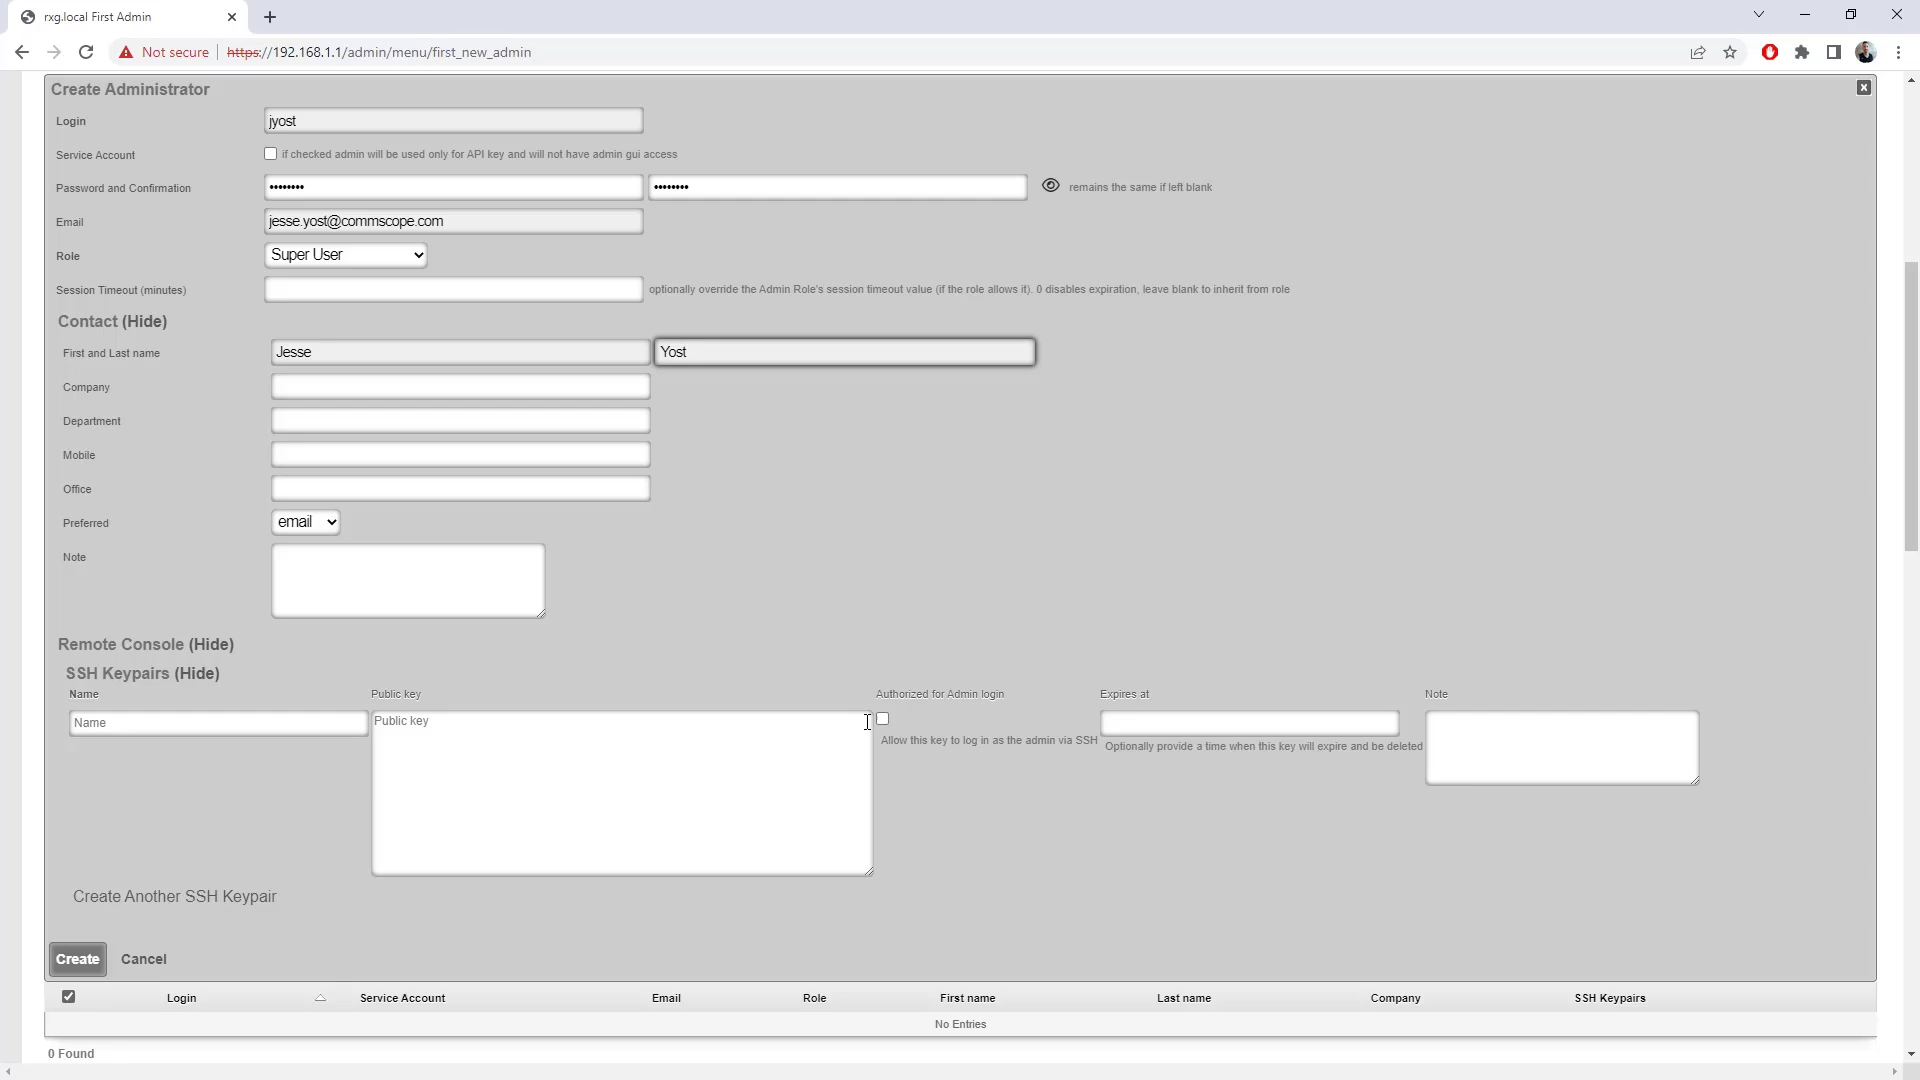 rxg.local First Admin
Not secure https://192.168.1.1/admin/menu/first_new_admin
Create Administrator
Login jyost
Service Account if checked admin will be used only for API key and will not have admin gui access
Password and Confirmation •••••••• •••••••• remains the same if left blank
Email jesse.yost@commscope.com
Role Super User
Session Timeout (minutes) optionally override the Admin Role's session timeout value (if the role allows it). 0 disables expiration, leave blank to inherit from role
Contact (Hide)
First and Last name Jesse Yost
Company
Department
Mobile
Office
Preferred email
Note
Remote Console (Hide)
SSH Keypairs (Hide)
Name Public key Authorized for Admin login Expires at Note
Name Public key
Allow this key to log in as the admin via SSH Optionally provide a time when this key will expire and be deleted
Create Another SSH Keypair
Create Cancel
Login Service Account Email Role First name Last name Company SSH Keypairs
No Entries
0 Found